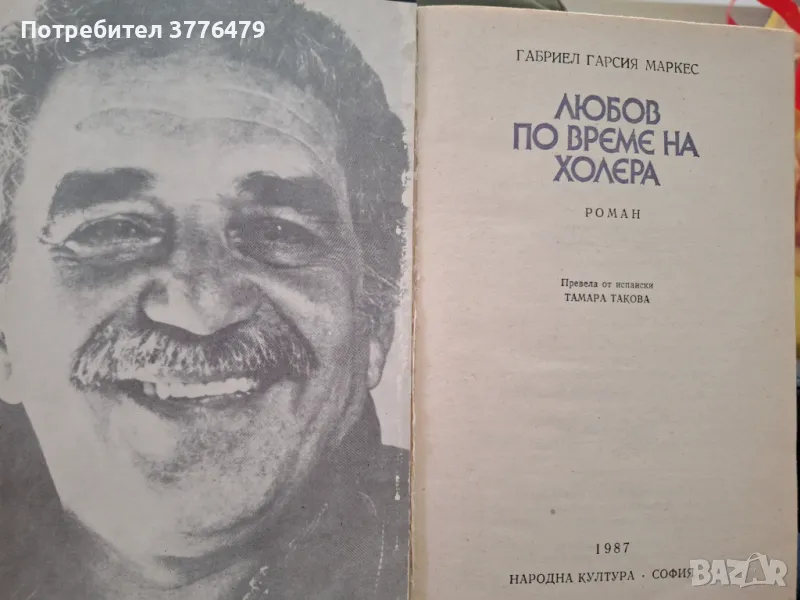 Потребител 3776479
ГАБРИЕЛ ГАРСИЯ МАРКЕС
ЛЮБОВ
ПО ВРЕМЕ НА
ХОЛЕРА
РОМАН
Превела от испански
ТАМАРА ТАКОВА
1987
НАРОДНА КУЛТУРА · СОФИЯ
BAZAR